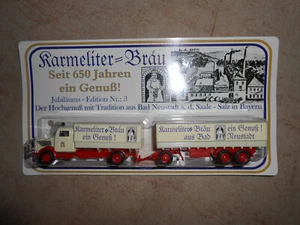 Karmeliter=Bräu
Seit 650 Jahren
ein Genuß!
Jubiläums - Edition Nr.: 3
Der Hochgenuß mit Tradition aus Bad Neustadt a. d. Saale - Salz in Bayern
Karmeliter=Bräu
ein Genuß!
Karmeliter=Bräu ein Genuß!
aus Bad Neustadt